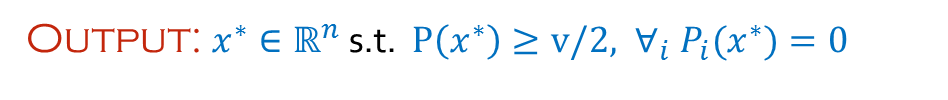 OUTPUT: x* ∈ ℝⁿ s.t. P(x*) ≥ v/2, ∀ᵢ Pᵢ(x*) = 0